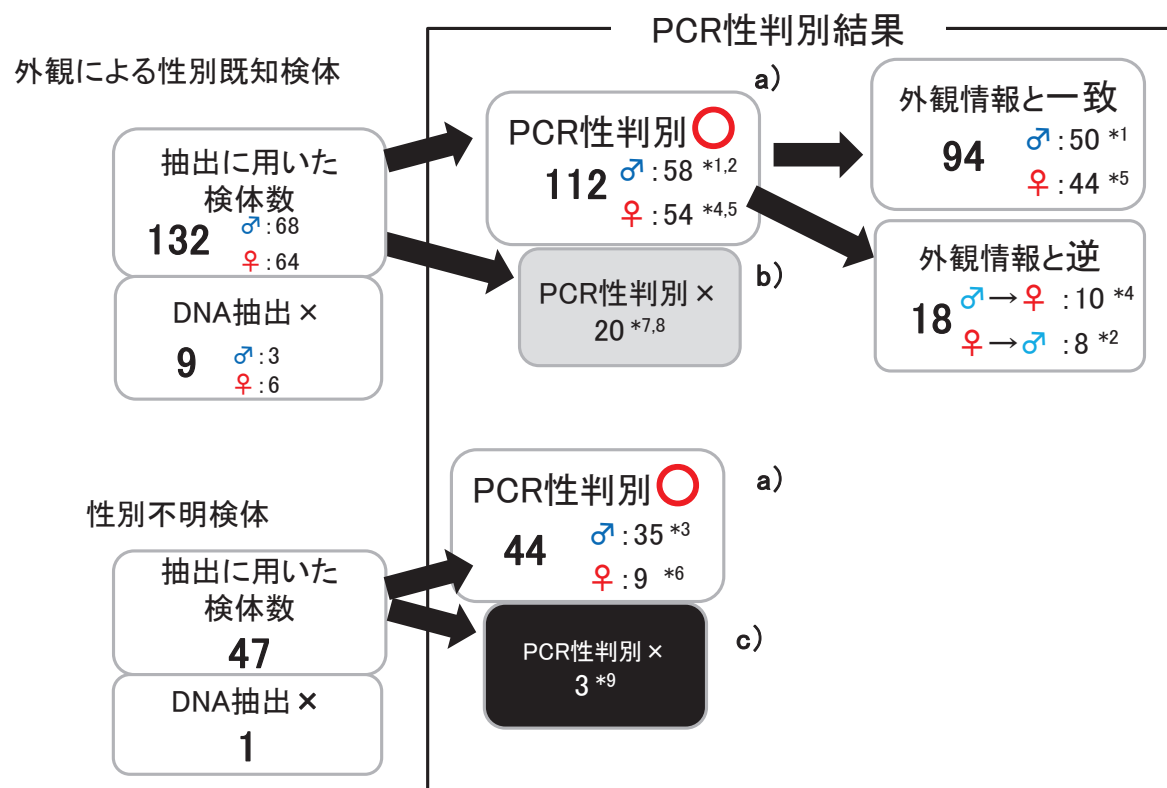 PCR性判別結果
外観による性別既知検体
抽出に用いた
検体数
132
♂:68
♀:64
DNA抽出×
9
♂:3
♀:6
a)
PCR性判別○
112
♂:58 *1,2
♀:54 *4,5
b)
PCR性判別×
20 *7,8
外観情報と一致
94
♂:50 *1
♀:44 *5
外観情報と逆
18
♂→♀:10 *4
♀→♂:8 *2
性別不明検体
抽出に用いた
検体数
47
DNA抽出×
1
a)
PCR性判別○
44
♂:35 *3
♀:9 *6
c)
PCR性判別×
3 *9